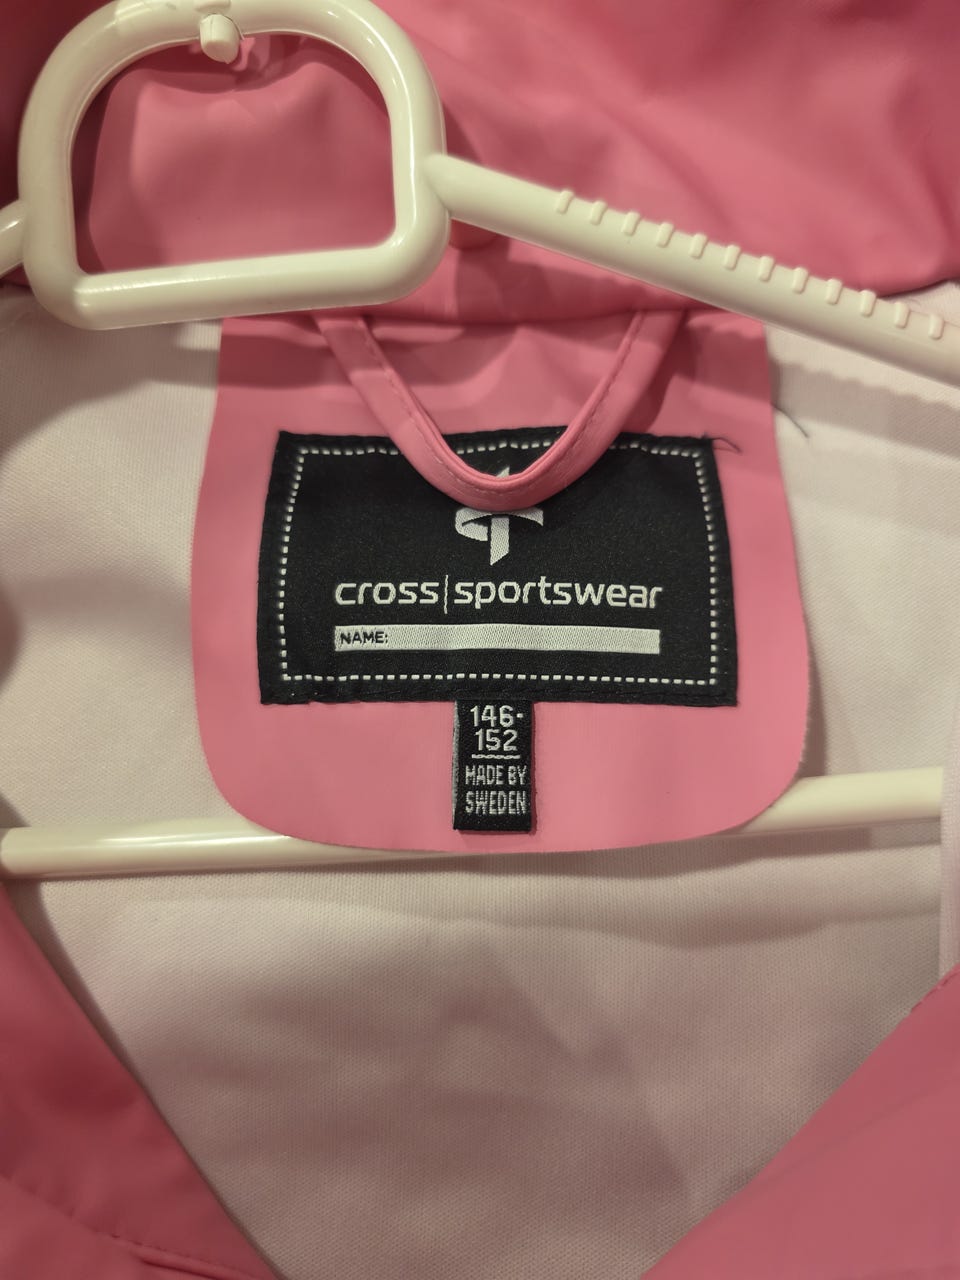 cross|sportswear
NAME:
146-
152
MADE BY
SWEDEN